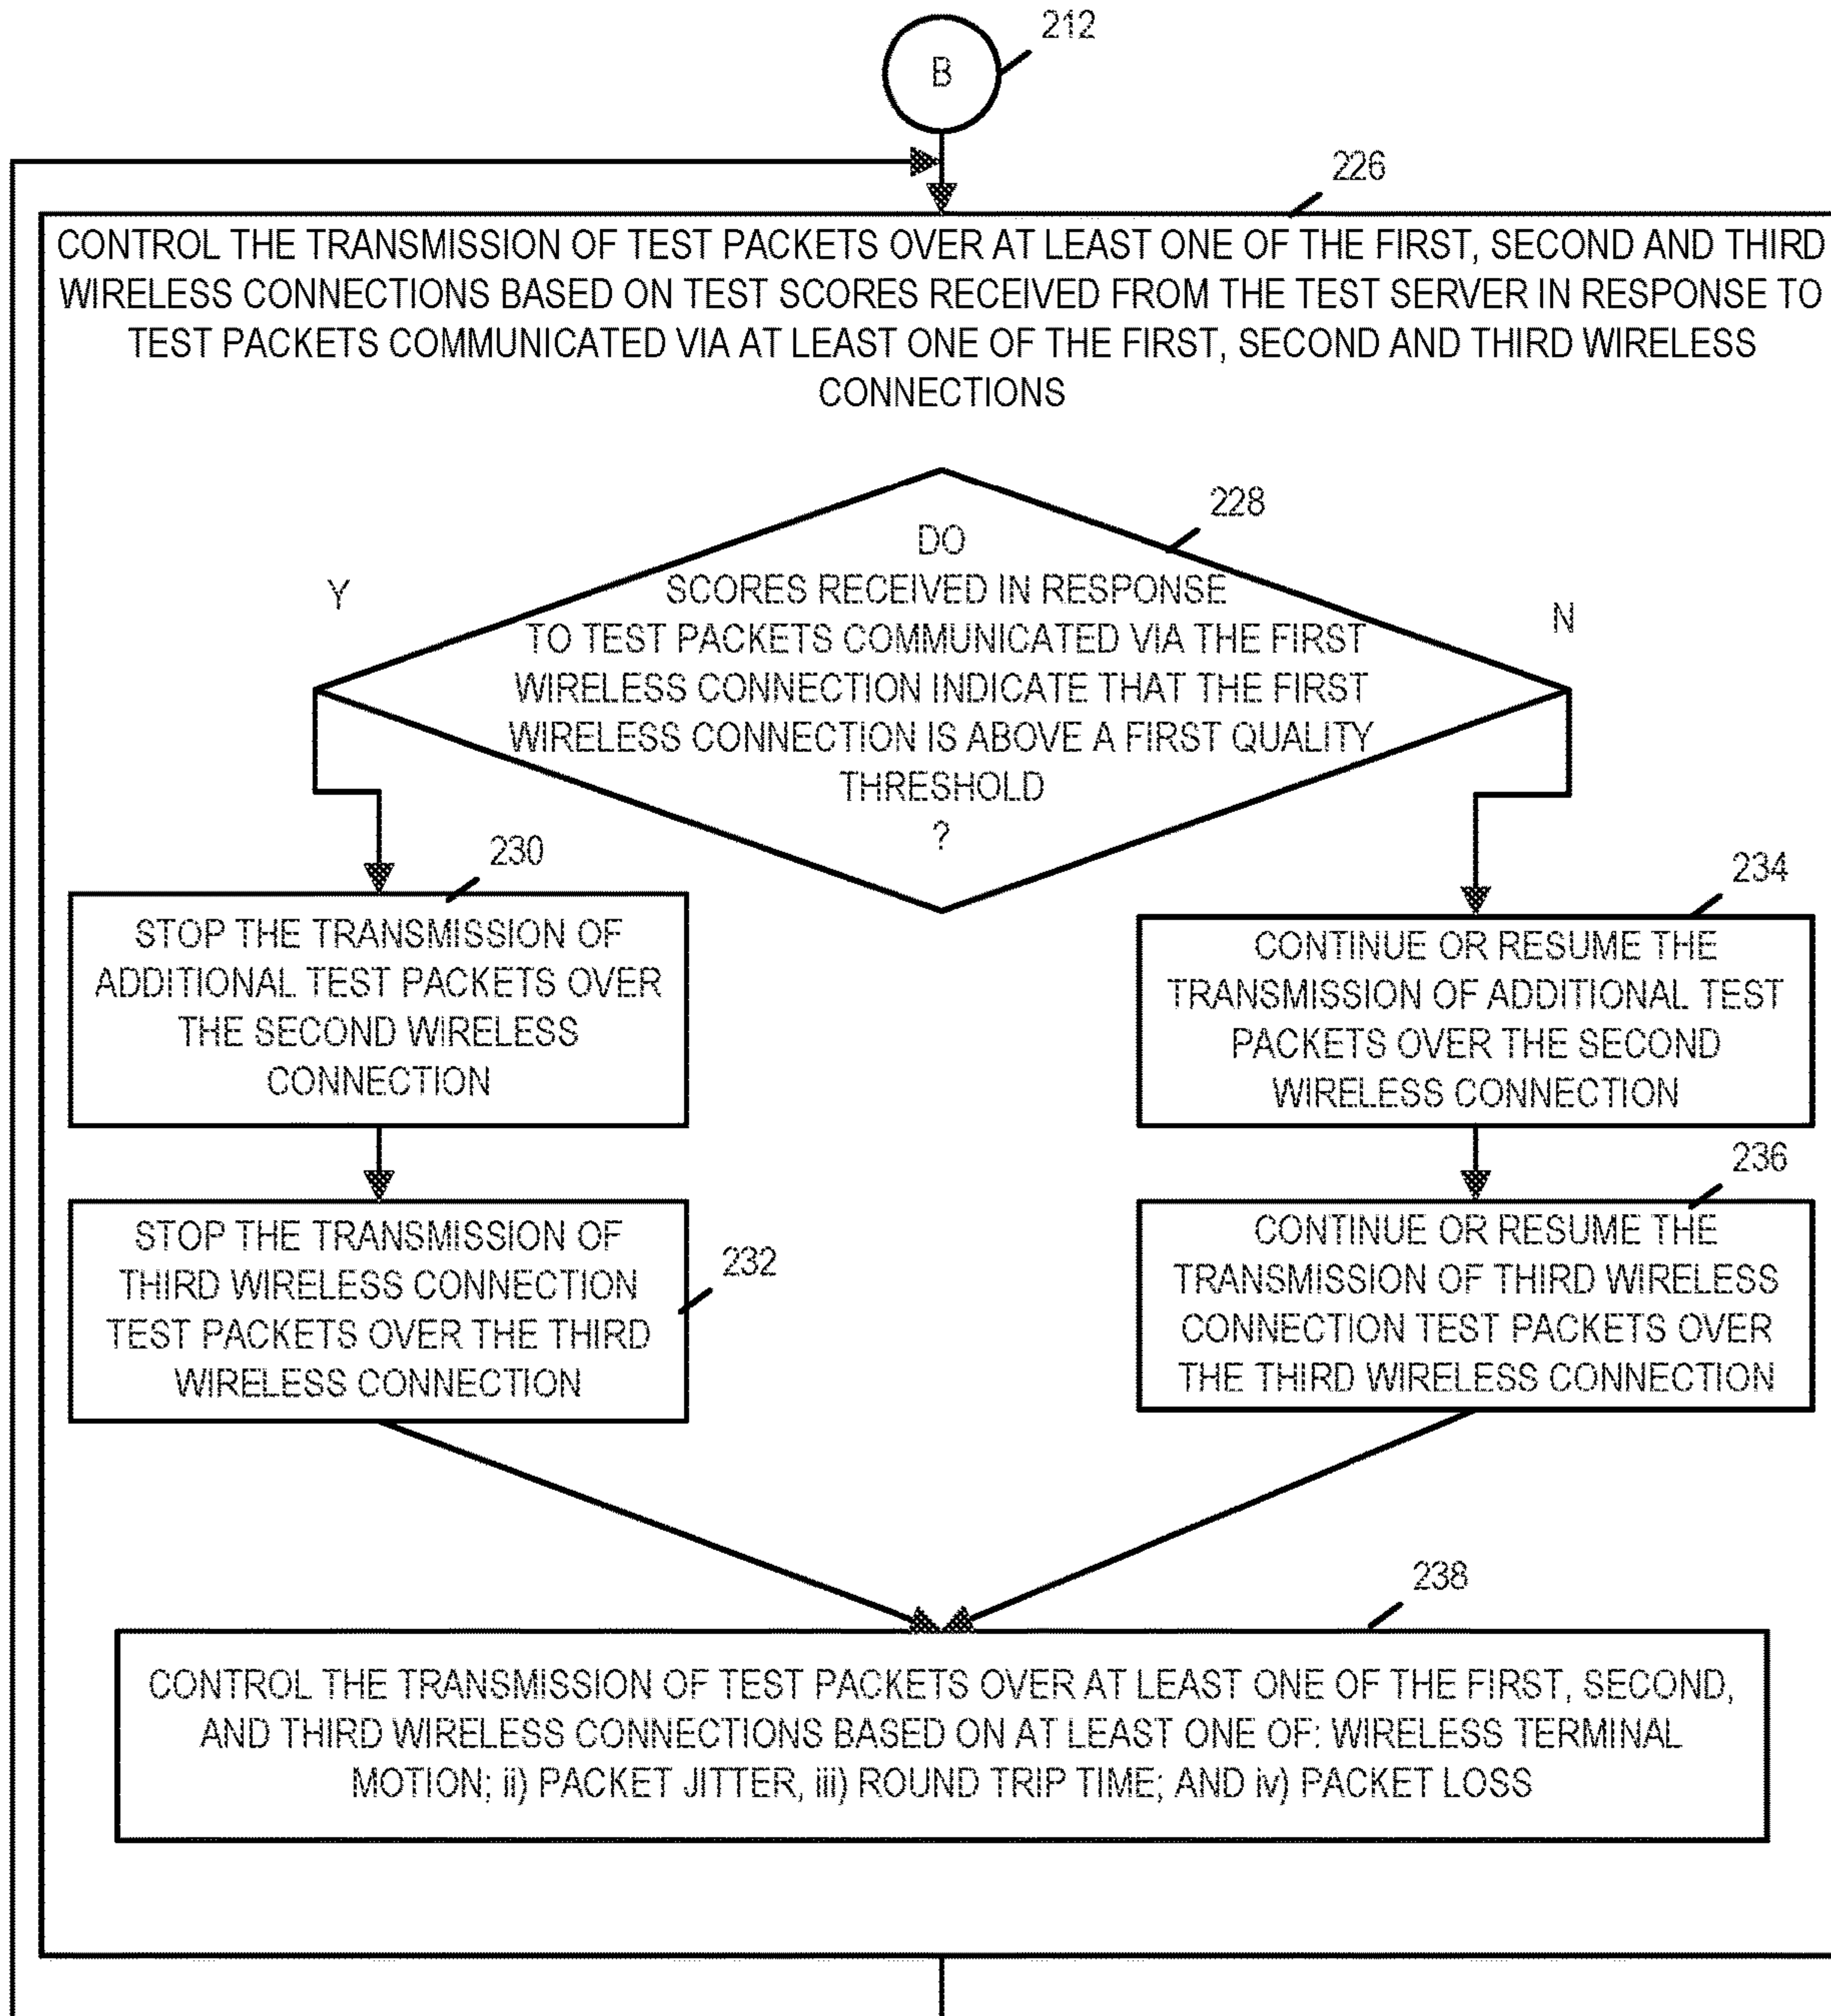 B
212
226
CONTROL THE TRANSMISSION OF TEST PACKETS OVER AT LEAST ONE OF THE FIRST, SECOND AND THIRD
WIRELESS CONNECTIONS BASED ON TEST SCORES RECEIVED FROM THE TEST SERVER IN RESPONSE TO
TEST PACKETS COMMUNICATED VIA AT LEAST ONE OF THE FIRST, SECOND AND THIRD WIRELESS
CONNECTIONS
228
DO
SCORES RECEIVED IN RESPONSE
TO TEST PACKETS COMMUNICATED VIA THE FIRST
WIRELESS CONNECTION INDICATE THAT THE FIRST
WIRELESS CONNECTION IS ABOVE A FIRST QUALITY
THRESHOLD
?
Y
N
230
STOP THE TRANSMISSION OF
ADDITIONAL TEST PACKETS OVER
THE SECOND WIRELESS
CONNECTION
232
STOP THE TRANSMISSION OF
THIRD WIRELESS CONNECTION
TEST PACKETS OVER THE THIRD
WIRELESS CONNECTION
234
CONTINUE OR RESUME THE
TRANSMISSION OF ADDITIONAL TEST
PACKETS OVER THE SECOND
WIRELESS CONNECTION
236
CONTINUE OR RESUME THE
TRANSMISSION OF THIRD WIRELESS
CONNECTION TEST PACKETS OVER
THE THIRD WIRELESS CONNECTION
238
CONTROL THE TRANSMISSION OF TEST PACKETS OVER AT LEAST ONE OF THE FIRST, SECOND,
AND THIRD WIRELESS CONNECTIONS BASED ON AT LEAST ONE OF: WIRELESS TERMINAL
MOTION; ii) PACKET JITTER, iii) ROUND TRIP TIME; AND iv) PACKET LOSS